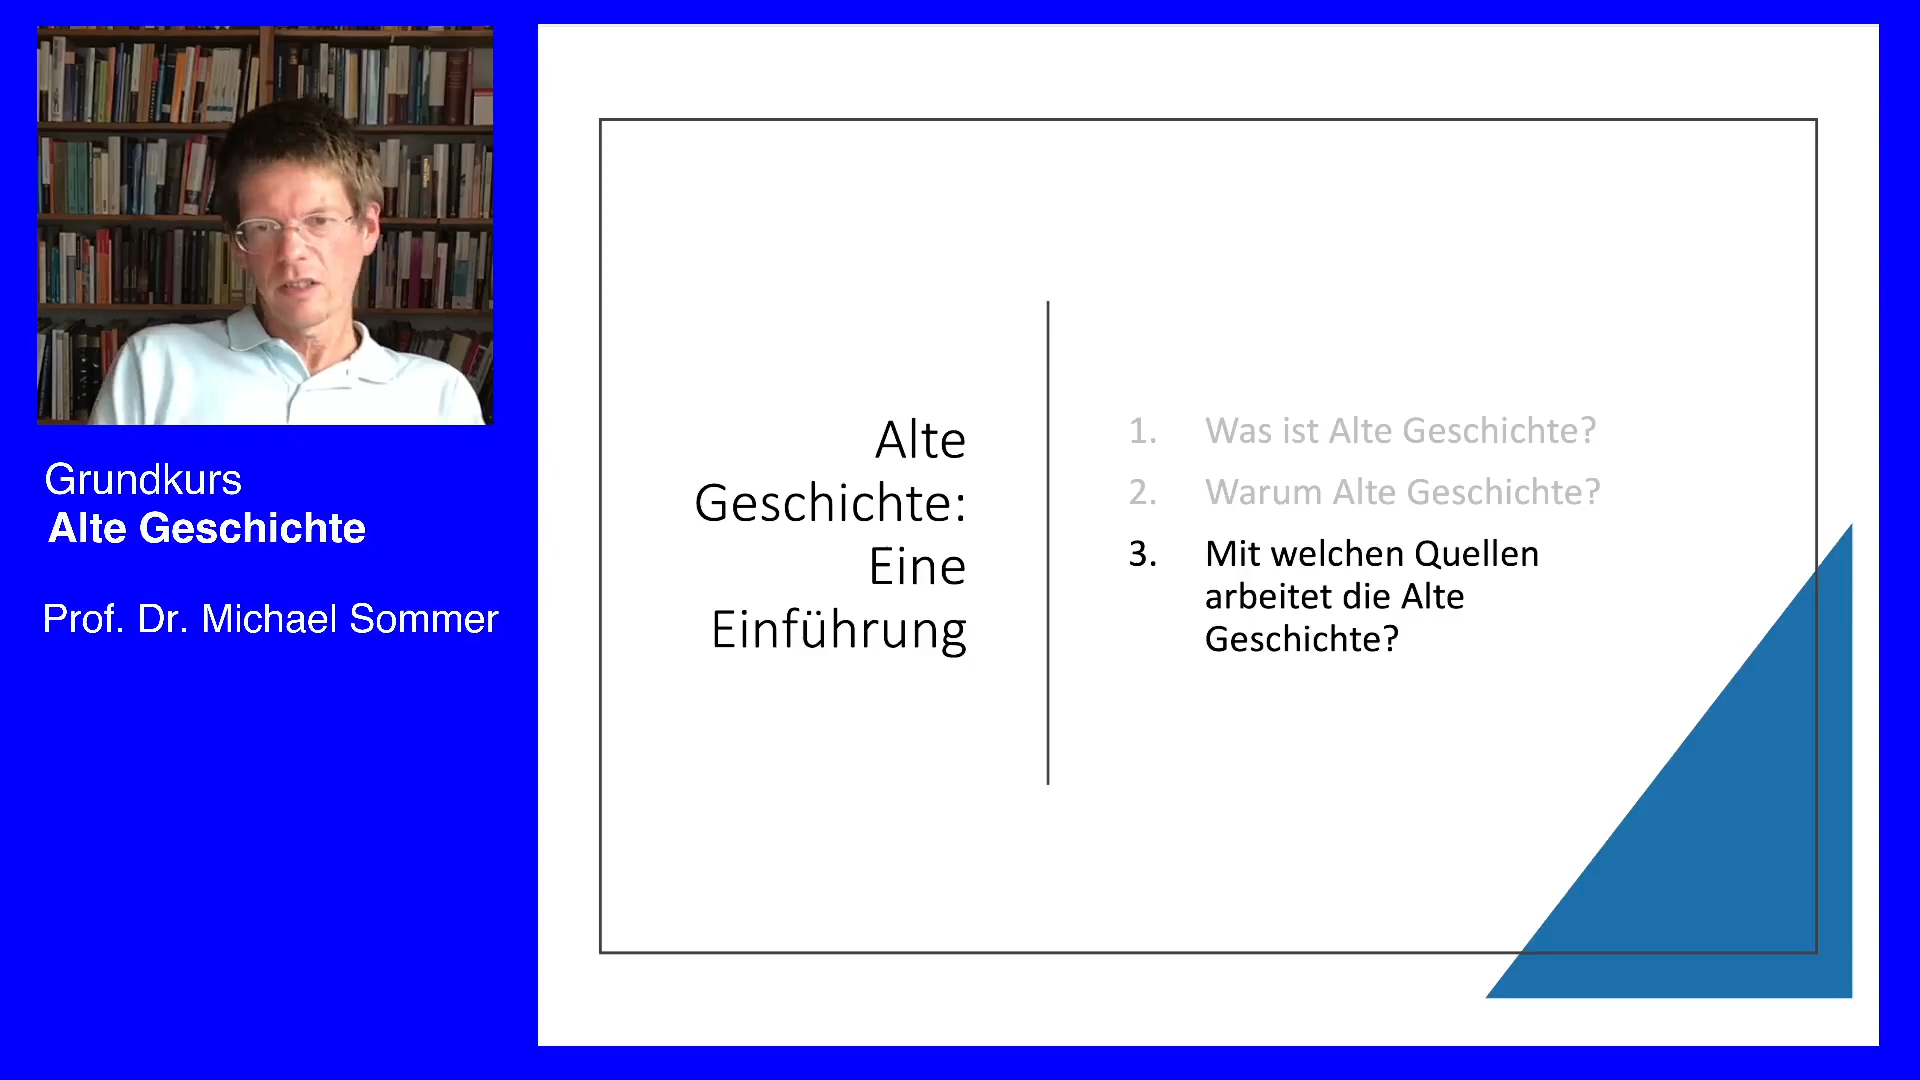 Grundkurs
Alte Geschichte
Prof. Dr. Michael Sommer
Alte
Geschichte:
Eine
Einführung
1. Was ist Alte Geschichte?
2. Warum Alte Geschichte?
3. Mit welchen Quellen
arbeitet die Alte
Geschichte?